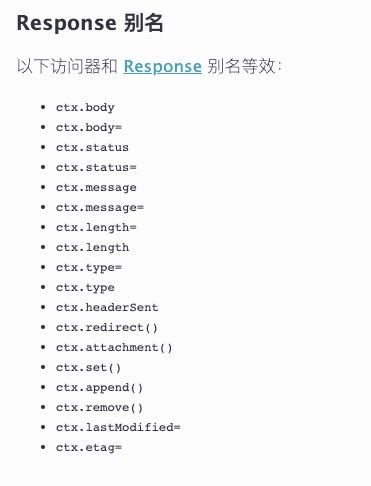 Response 别名
以下访问器和 Response 别名等效：
• ctx.body
• ctx.body=
• ctx.status
• ctx.status=
• ctx.message
• ctx.message=
• ctx.length=
• ctx.length
• ctx.type=
• ctx.type
• ctx.headerSent
• ctx.redirect()
• ctx.attachment()
• ctx.set()
• ctx.append()
• ctx.remove()
• ctx.lastModified=
• ctx.etag=